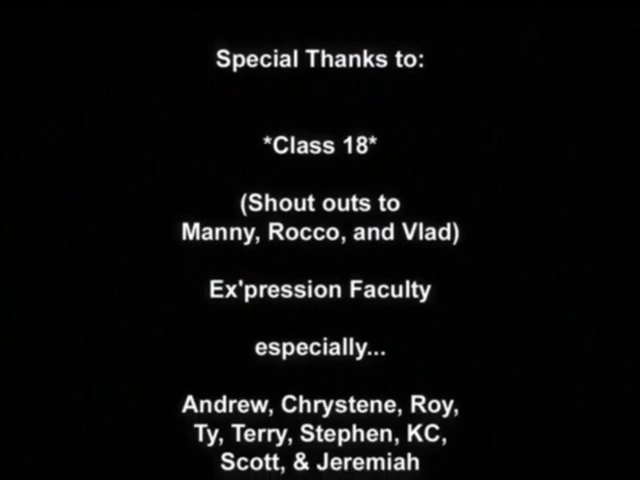 Special Thanks to:
*Class 18*
(Shout outs to
Manny, Rocco, and Vlad)
Ex'pression Faculty
especially...
Andrew, Chrystene, Roy,
Ty, Terry, Stephen, KC,
Scott, & Jeremiah